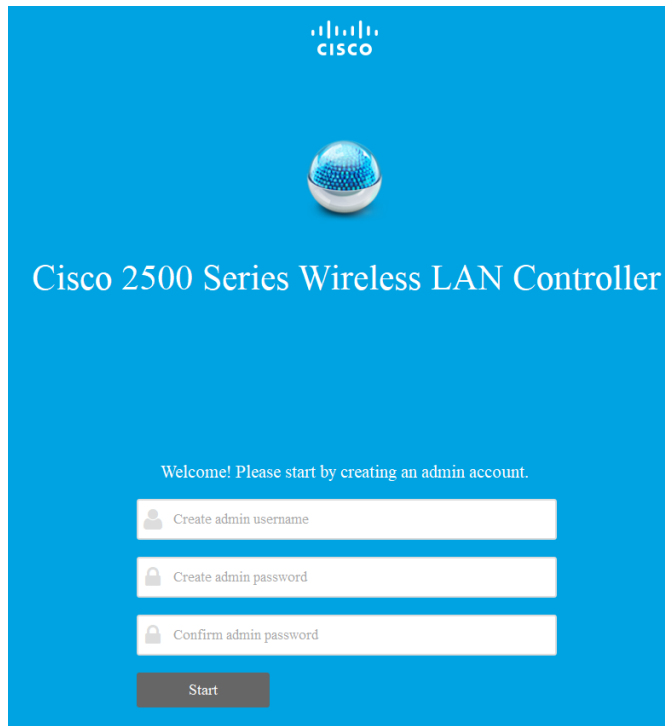 CISCO
Cisco 2500 Series Wireless LAN Controller
Welcome! Please start by creating an admin account.
Create admin username
Create admin password
Confirm admin password
Start